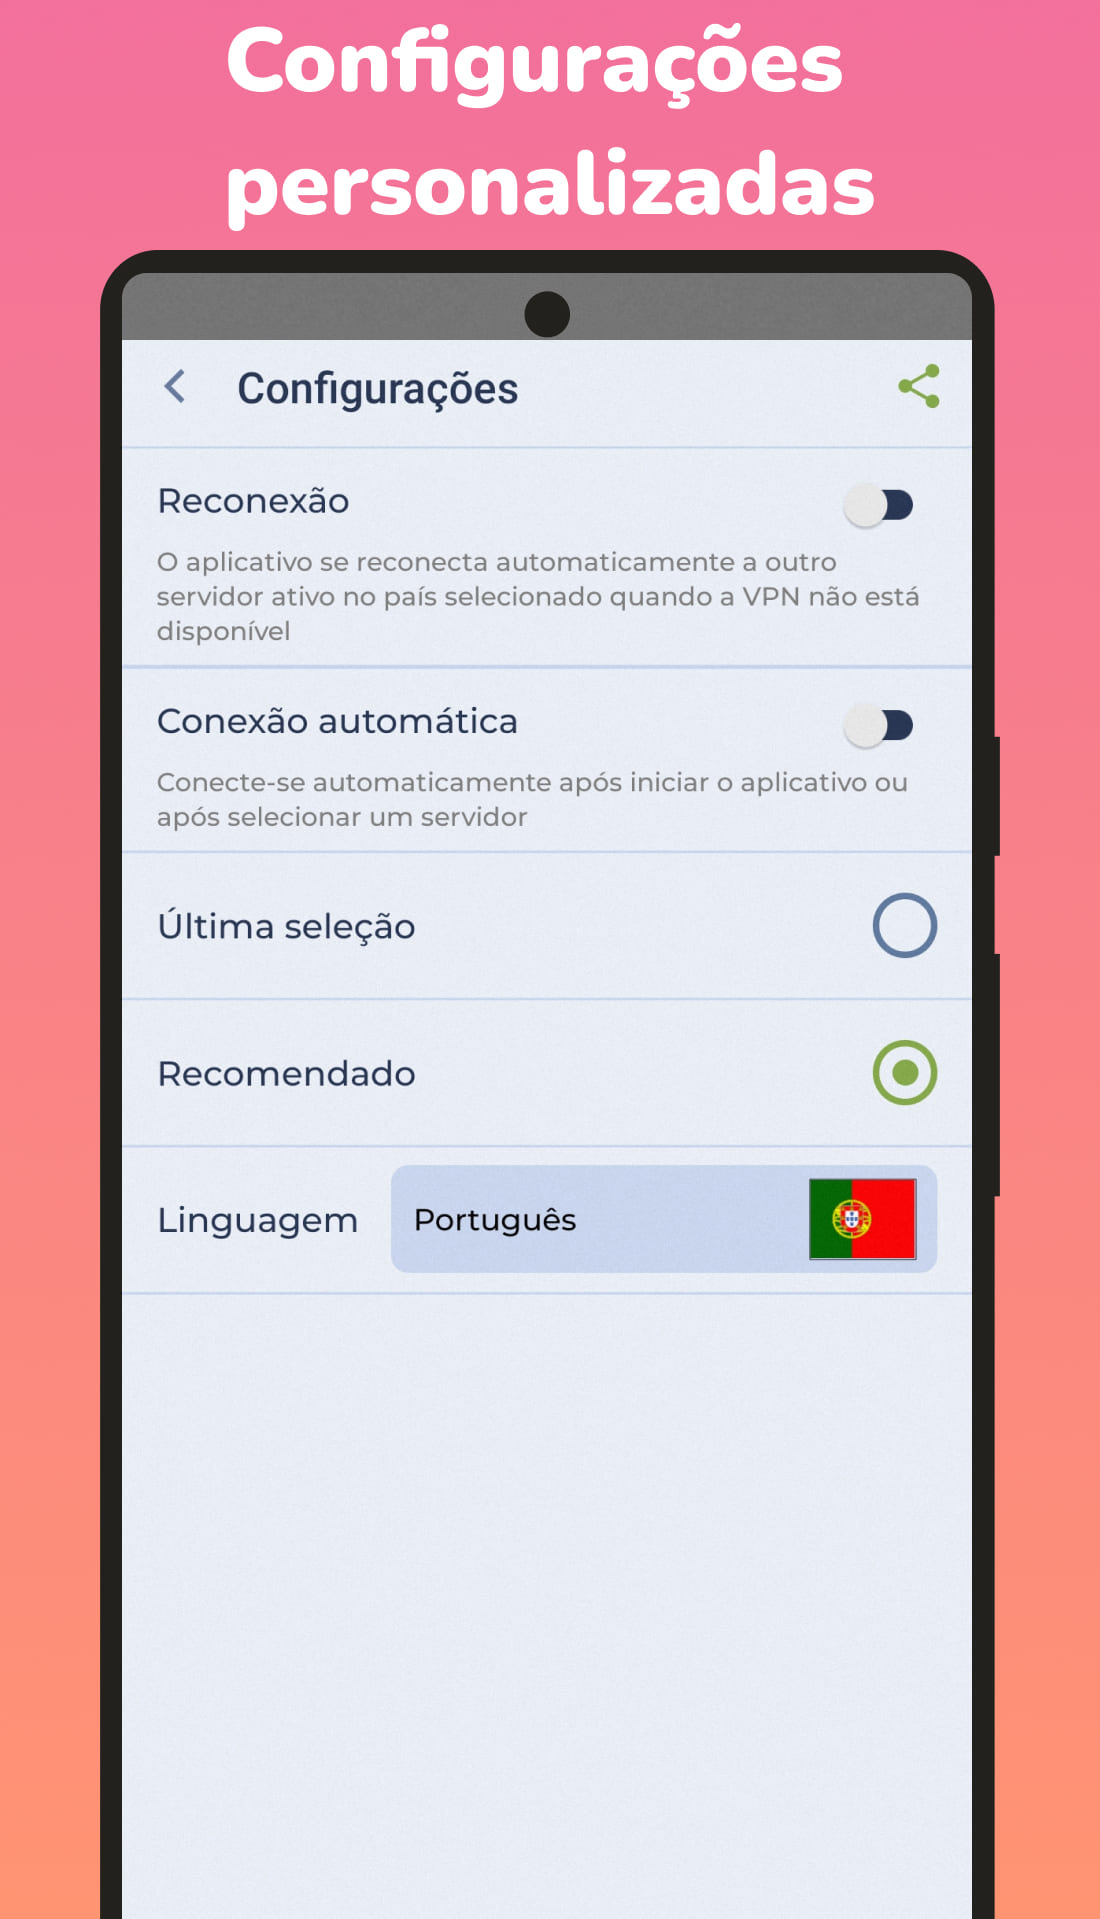 Configurações
personalizadas
Configurações
Reconexão
O aplicativo se reconecta automaticamente a outro
servidor ativo no país selecionado quando a VPN não está
disponível
Conexão automática
Conecte-se automaticamente após iniciar o aplicativo ou
após selecionar um servidor
Última seleção
Recomendado
Linguagem
Português